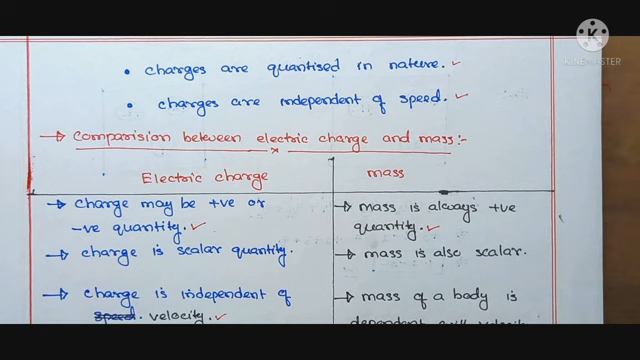 KINEMASTER
• Charges are quantised in nature.
• Charges are independent of speed.
→ Comparision between electric charge and mass:-
Electric charge
mass
→ Charge may be +ve or
-ve quantity.
→ mass is always +ve
quantity.
→ Charge is scalar quantity.
→ mass is also scalar.
→ Charge is independent of
speed. velocity.
→ mass of a body is
dependent